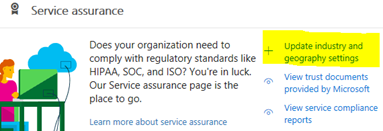 Service assurance
Does your organization need to
comply with regulatory standards like
HIPAA, SOC, and ISO? You're in luck.
Our Service assurance page is the
place to go.
Learn more about service assurance
Update industry and
geography settings
View trust documents
provided by Microsoft
View service compliance
reports